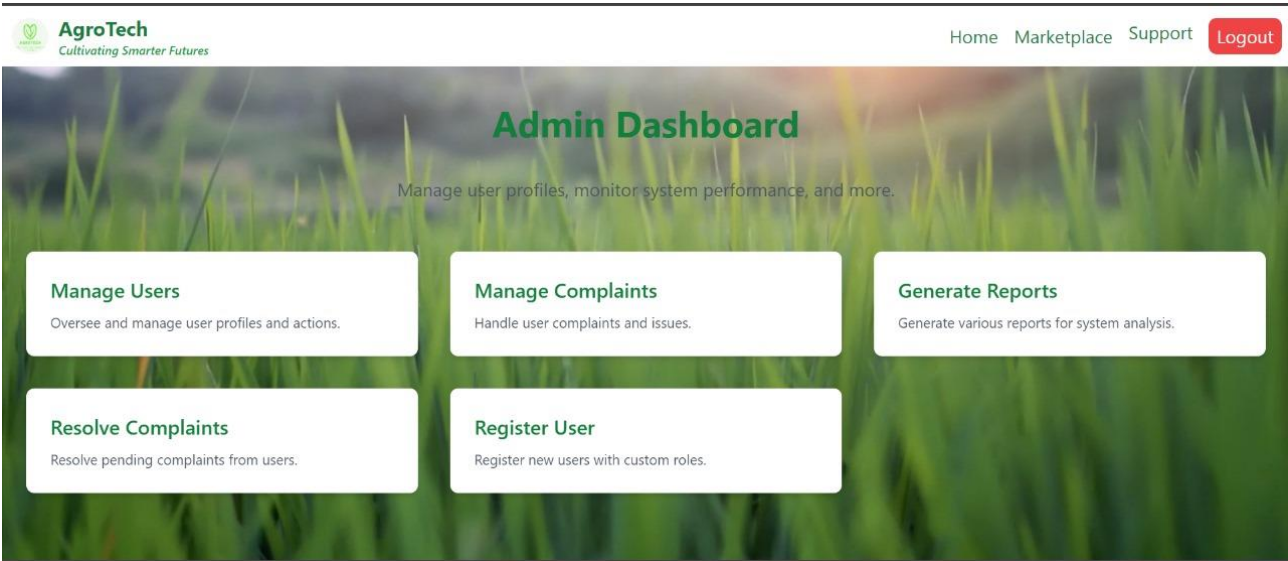 AgroTech
Cultivating Smarter Futures
Home Marketplace Support Logout
Admin Dashboard
Manage user profiles, monitor system performance, and more.
Manage Users
Oversee and manage user profiles and actions.
Manage Complaints
Handle user complaints and issues.
Generate Reports
Generate various reports for system analysis.
Resolve Complaints
Resolve pending complaints from users.
Register User
Register new users with custom roles.